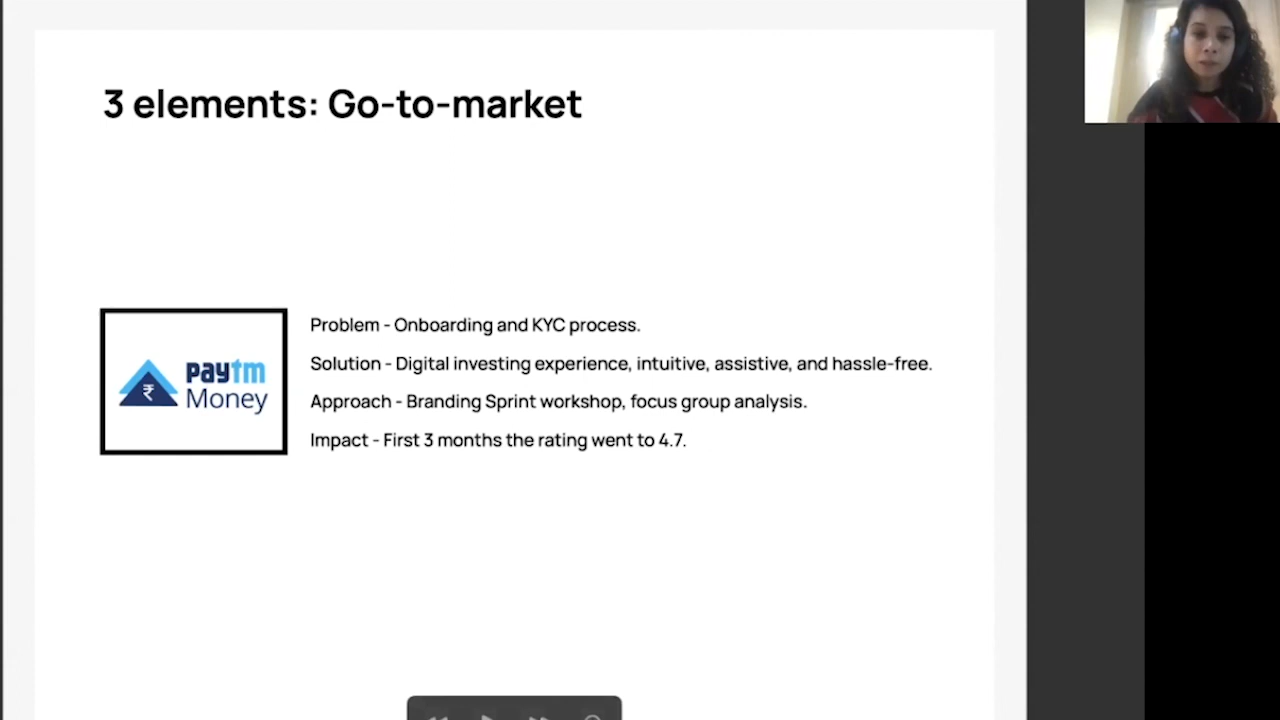 3 elements: Go-to-market
paytm
Money
Problem - Onboarding and KYC process.
Solution - Digital investing experience, intuitive, assistive, and hassle-free.
Approach - Branding Sprint workshop, focus group analysis.
Impact - First 3 months the rating went to 4.7.